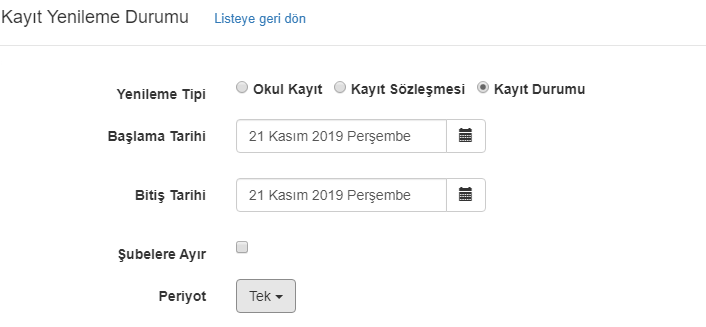 Kayıt Yenileme Durumu Listeye geri dön
Yenileme Tipi Okul Kayıt Kayıt Sözleşmesi Kayıt Durumu
Başlama Tarihi 21 Kasım 2019 Perşembe
Bitiş Tarihi 21 Kasım 2019 Perşembe
Şubelere Ayır
Periyot Tek